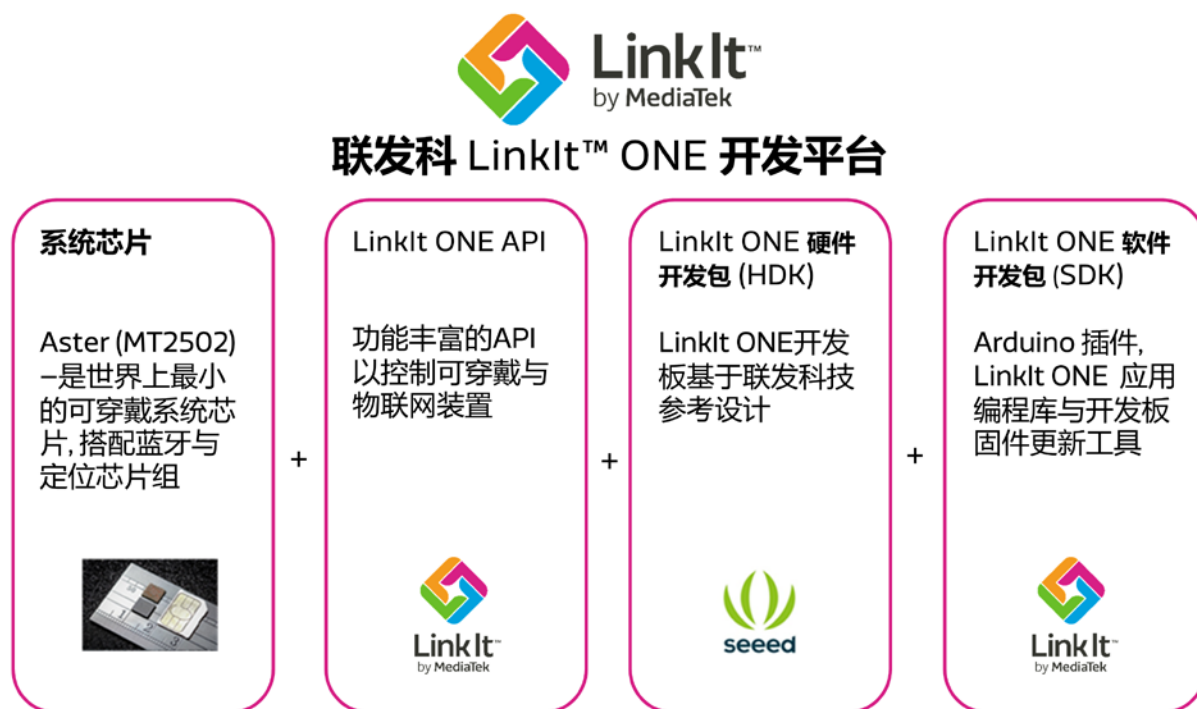 LinkIt™
by MediaTek
联发科 LinkIt™ ONE 开发平台
系统芯片
Aster (MT2502)
–是世界上最小
的可穿戴系统芯
片, 搭配蓝牙与
定位芯片组
1 2 3
+
LinkIt ONE API
功能丰富的API
以控制可穿戴与
物联网装置
LinkIt™
by MediaTek
+
LinkIt ONE 硬件
开发包 (HDK)
LinkIt ONE开发
板基于联发科技
参考设计
seeed
+
LinkIt ONE 软件
开发包 (SDK)
Arduino 插件,
LinkIt ONE 应用
编程库与开发板
固件更新工具
LinkIt™
by MediaTek